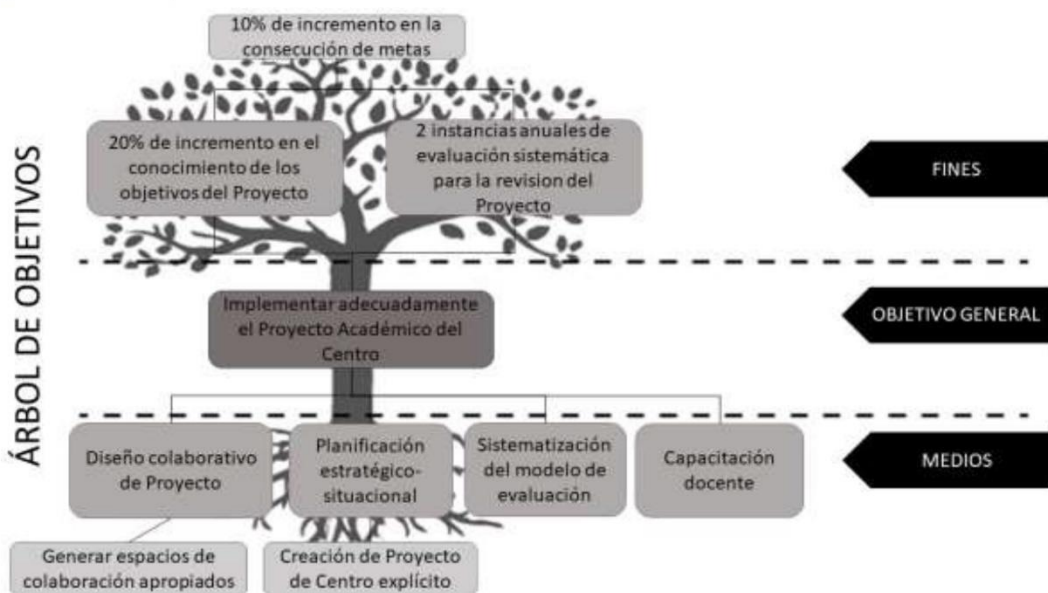 ÁRBOL DE OBJETIVOS
10% de incremento en la
consecución de metas
20% de incremento en el
conocimiento de los
objetivos del Proyecto
2 instancias anuales de
evaluación sistemática
para la revision del
Proyecto
FINES
Implementar adecuadamente
el Proyecto Académico del
Centro
OBJETIVO GENERAL
Diseño colaborativo
de Proyecto
Planificación
estratégico-
situacional
Sistematización
del modelo de
evaluación
Capacitación
docente
MEDIOS
Generar espacios de
colaboración apropiados
Creación de Proyecto
de Centro explícito